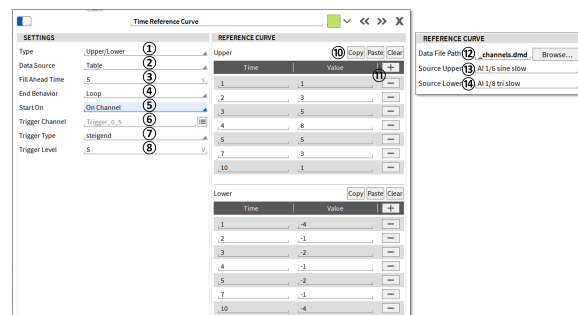 Time Reference Curve
SETTINGS
Type Upper/Lower ①
Data Source Table ②
Fill Ahead Time 5 ③ s
End Behavior Loop ④
Start On On Channel ⑤
Trigger Channel Trigger_0_5 ⑥
Trigger Type steigend ⑦
Trigger Level 5 ⑧ V
REFERENCE CURVE
Upper ⑩ Copy Paste Clear
Time Value +
⑪
1 1
2 3
3 5
4 8
5 5
7 3
10 1
Lower Copy Paste Clear
Time Value +
1 -4
2 -1
3 -2
4 -1
5 -2
7 -1
10 -4
REFERENCE CURVE
Data File Path ⑫ _channels.dmd Browse...
Source Upper ⑬ AI 1/6 sine slow
Source Lower ⑭ AI 1/8 tri slow